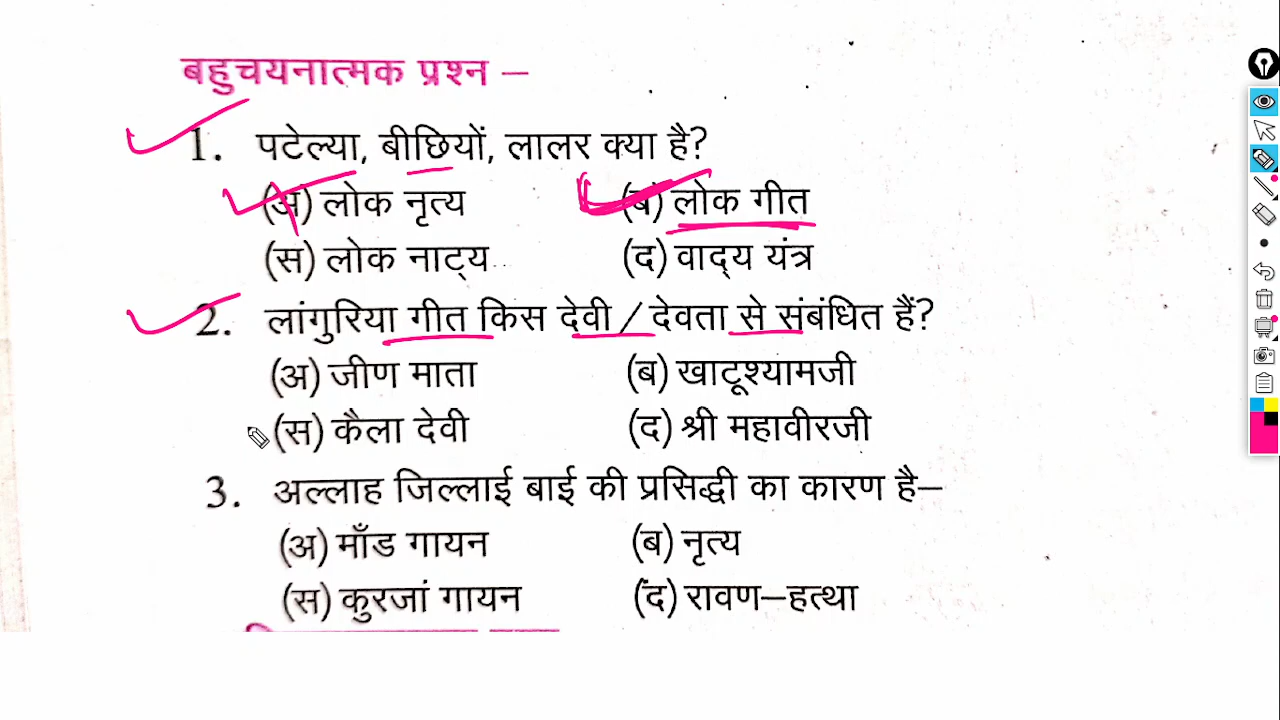 बहुचयनात्मक प्रश्न –
1. पटेल्या, बीछियों, लालर क्या है?
(अ) लोक नृत्य (ब) लोक गीत
(स) लोक नाट्य (द) वाद्य यंत्र
2. लांगुरिया गीत किस देवी / देवता से संबंधित हैं?
(अ) जीण माता (ब) खाटूश्यामजी
(स) कैला देवी (द) श्री महावीरजी
3. अल्लाह जिल्लाई बाई की प्रसिद्धी का कारण है–
(अ) माँड गायन (ब) नृत्य
(स) कुरजां गायन (द) रावण–हत्था